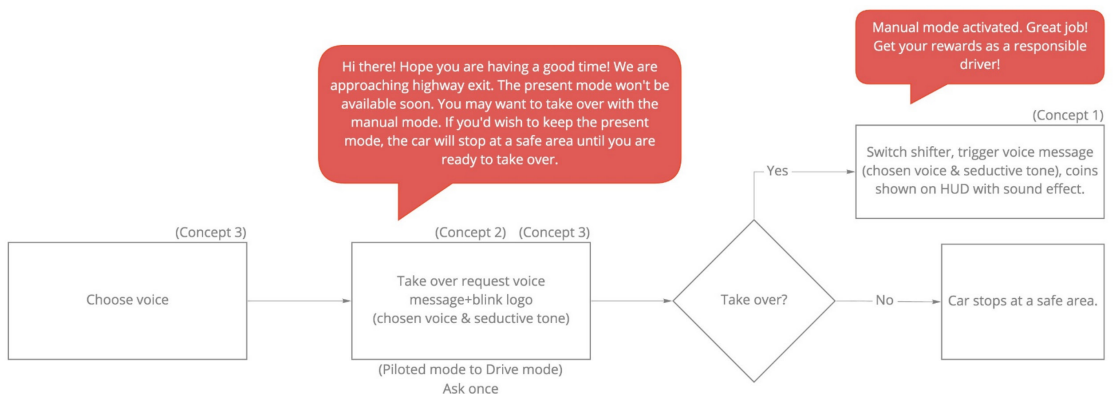 Manual mode activated. Great job!
Get your rewards as a responsible
driver!
Hi there! Hope you are having a good time! We are
approaching highway exit. The present mode won't be
available soon. You may want to take over with the
manual mode. If you'd wish to keep the present
mode, the car will stop at a safe area until you are
ready to take over.
(Concept 1)
Switch shifter, trigger voice message
(chosen voice & seductive tone), coins
shown on HUD with sound effect.
Yes
(Concept 3)
Choose voice
(Concept 2) (Concept 3)
Take over request voice
message+blink logo
(chosen voice & seductive tone)
(Piloted mode to Drive mode)
Ask once
Take over?
No
Car stops at a safe area.